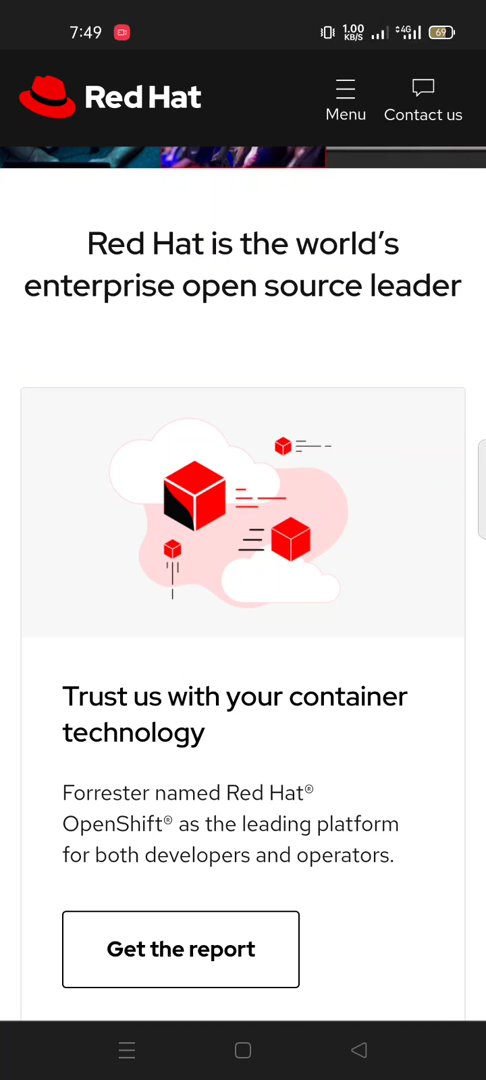 7:49
1.00
KB/S
4G
69
Red Hat
Menu
Contact us
Red Hat is the world's
enterprise open source leader
Trust us with your container
technology
Forrester named Red Hat®
OpenShift® as the leading platform
for both developers and operators.
Get the report